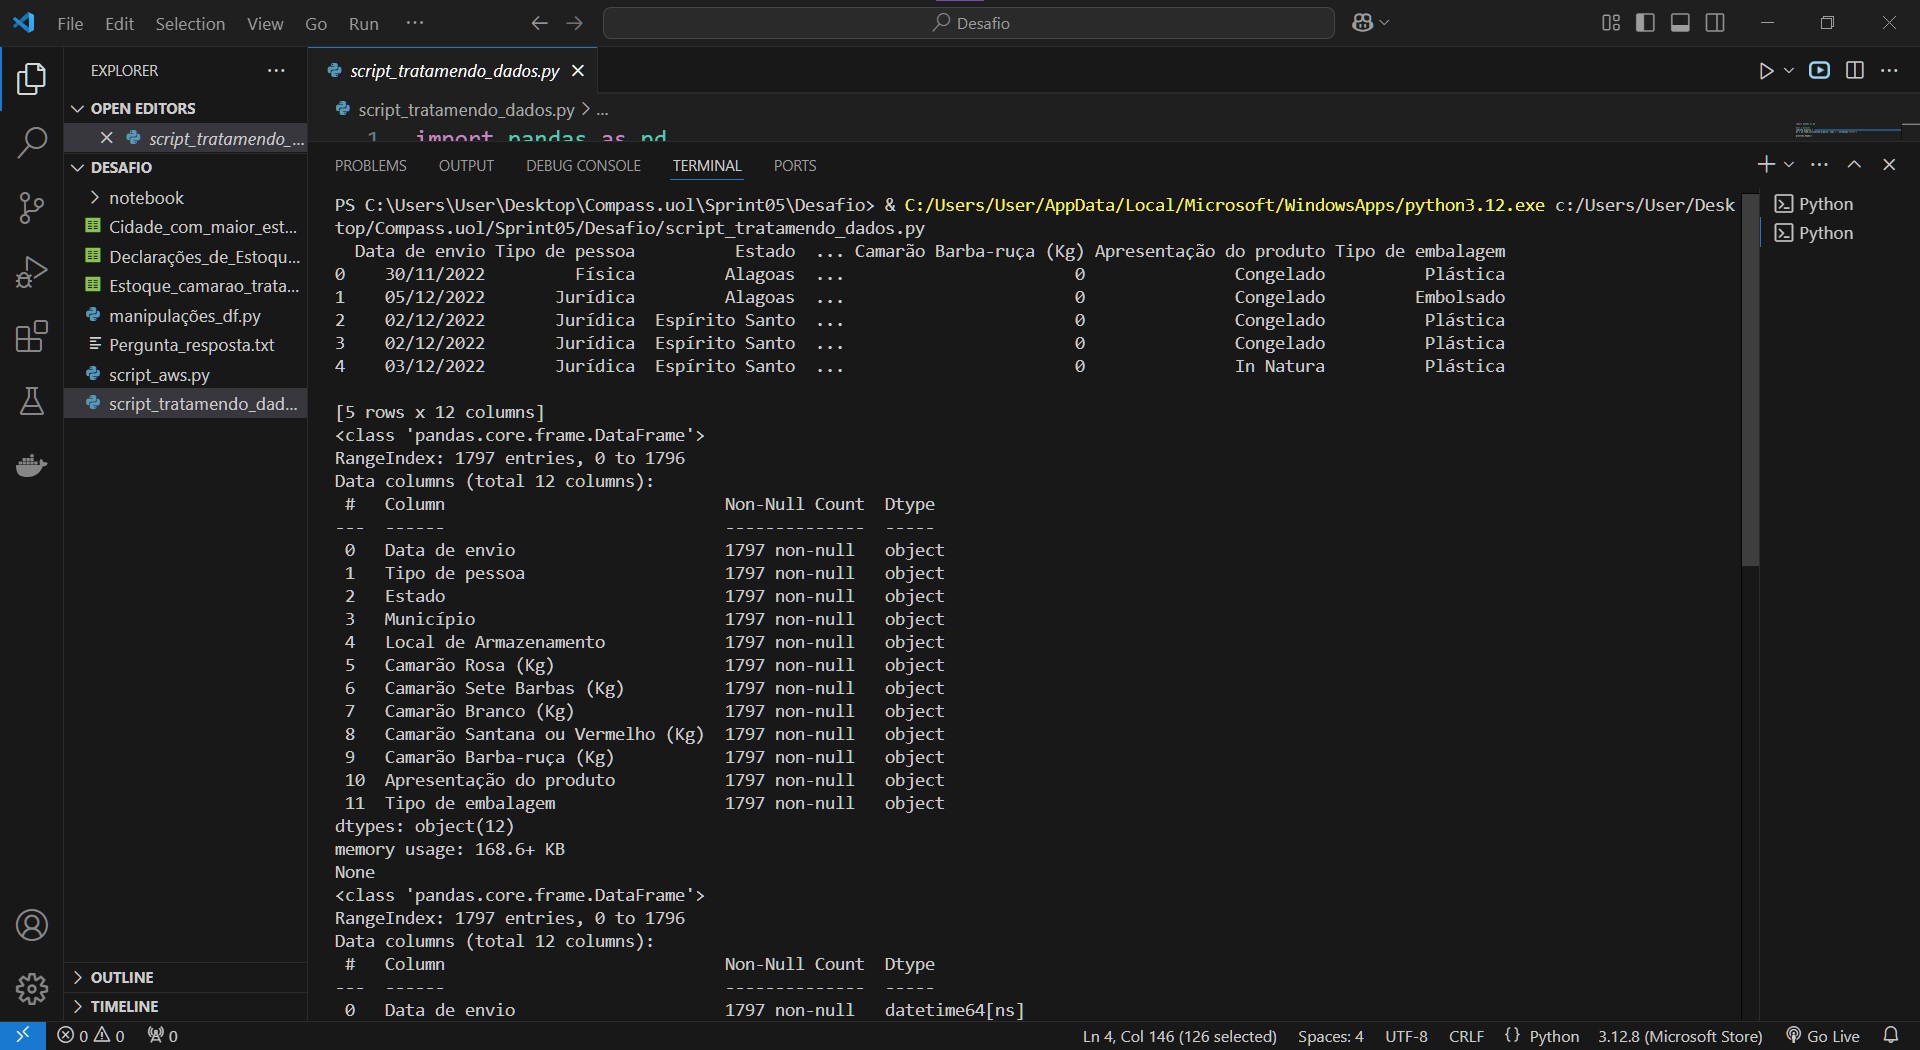 File Edit Selection View Go Run ···
Desafio
EXPLORER ···
OPEN EDITORS
script_tratamendo_...
DESAFIO
notebook
Cidade_com_maior_est...
Declarações_de_Estoqu...
Estoque_camarao_trata...
manipulações_df.py
Pergunta_resposta.txt
script_aws.py
script_tratamendo_dad...
OUTLINE
TIMELINE
script_tratamendo_dados.py
script_tratamendo_dados.py > ...
1 import pandas as pd
PROBLEMS OUTPUT DEBUG CONSOLE TERMINAL PORTS
PS C:\Users\User\Desktop\Compass.uol\Sprint05\Desafio> & C:/Users/User/AppData/Local/Microsoft/WindowsApps/python3.12.exe c:/Users/User/Desk
top/Compass.uol/Sprint05/Desafio/script_tratamendo_dados.py
Data de envio Tipo de pessoa Estado ... Camarão Barba-ruça (Kg) Apresentação do produto Tipo de embalagem
0 30/11/2022 Física Alagoas ... 0 Congelado Plástica
1 05/12/2022 Jurídica Alagoas ... 0 Congelado Embolsado
2 02/12/2022 Jurídica Espírito Santo ... 0 Congelado Plástica
3 02/12/2022 Jurídica Espírito Santo ... 0 Congelado Plástica
4 03/12/2022 Jurídica Espírito Santo ... 0 In Natura Plástica
[5 rows x 12 columns]
<class 'pandas.core.frame.DataFrame'>
RangeIndex: 1797 entries, 0 to 1796
Data columns (total 12 columns):
# Column Non-Null Count Dtype
--- ------ -------------- -----
0 Data de envio 1797 non-null object
1 Tipo de pessoa 1797 non-null object
2 Estado 1797 non-null object
3 Município 1797 non-null object
4 Local de Armazenamento 1797 non-null object
5 Camarão Rosa (Kg) 1797 non-null object
6 Camarão Sete Barbas (Kg) 1797 non-null object
7 Camarão Branco (Kg) 1797 non-null object
8 Camarão Santana ou Vermelho (Kg) 1797 non-null object
9 Camarão Barba-ruça (Kg) 1797 non-null object
10 Apresentação do produto 1797 non-null object
11 Tipo de embalagem 1797 non-null object
dtypes: object(12)
memory usage: 168.6+ KB
None
<class 'pandas.core.frame.DataFrame'>
RangeIndex: 1797 entries, 0 to 1796
Data columns (total 12 columns):
# Column Non-Null Count Dtype
--- ------ -------------- -----
0 Data de envio 1797 non-null datetime64[ns]
Python
Python
0 0 0
Ln 4, Col 146 (126 selected) Spaces: 4 UTF-8 CRLF {} Python 3.12.8 (Microsoft Store) Go Live